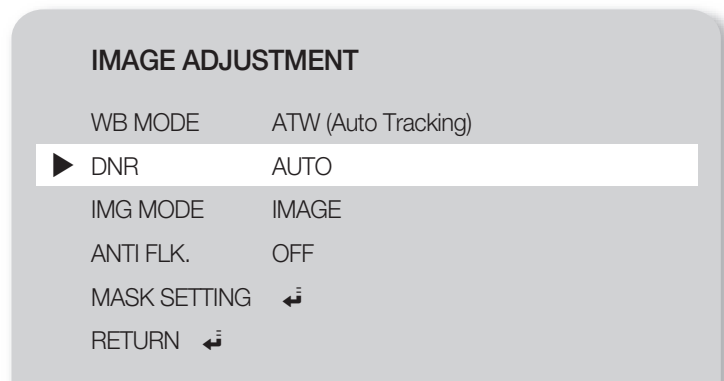 IMAGE ADJUSTMENT
WB MODE ATW (Auto Tracking)
DNR AUTO
IMG MODE IMAGE
ANTI FLK. OFF
MASK SETTING
RETURN